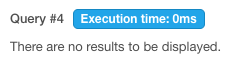 Query #4 Execution time: 0ms
There are no results to be displayed.